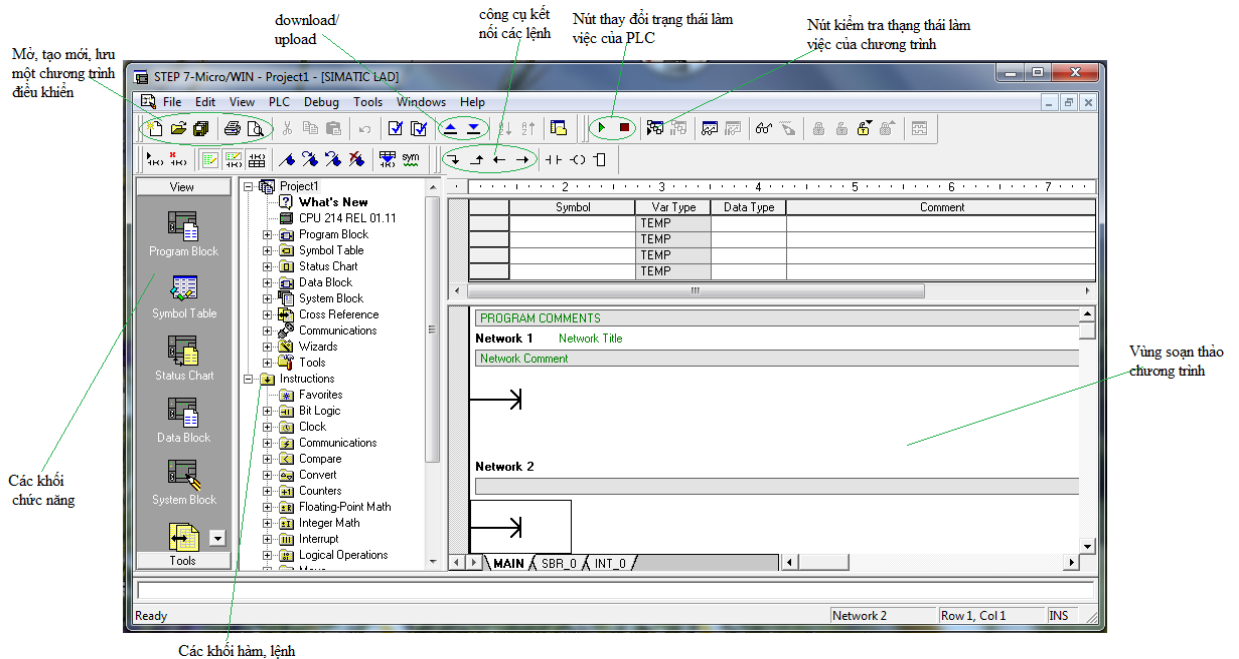 download/
upload
công cụ kết
nối các lệnh
Nút thay đổi trạng thái làm
việc của PLC
Nút kiểm tra thạng thái làm
việc của chương trình
Mở, tạo mới, lưu
một chương trình
điều khiển
STEP 7-Micro/WIN - Project1 - [SIMATIC LAD]
File Edit View PLC Debug Tools Windows Help
sym
View
Program Block
Symbol Table
Status Chart
Data Block
System Block
Tools
Project1
What's New
CPU 214 REL 01.11
Program Block
Symbol Table
Status Chart
Data Block
System Block
Cross Reference
Communications
Wizards
Tools
Instructions
Favorites
Bit Logic
Clock
Communications
Compare
Convert
Counters
Floating-Point Math
Integer Math
Interrupt
Logical Operations
2 3 4 5 6 7
Symbol Var Type Data Type Comment
TEMP
TEMP
TEMP
TEMP
PROGRAM COMMENTS
Network 1 Network Title
Network Comment
Network 2
MAIN SBR_0 INT_0
Ready Network 2 Row 1, Col 1 INS
Vùng soạn thảo
chương trình
Các khối
chức năng
Các khối hàm, lệnh